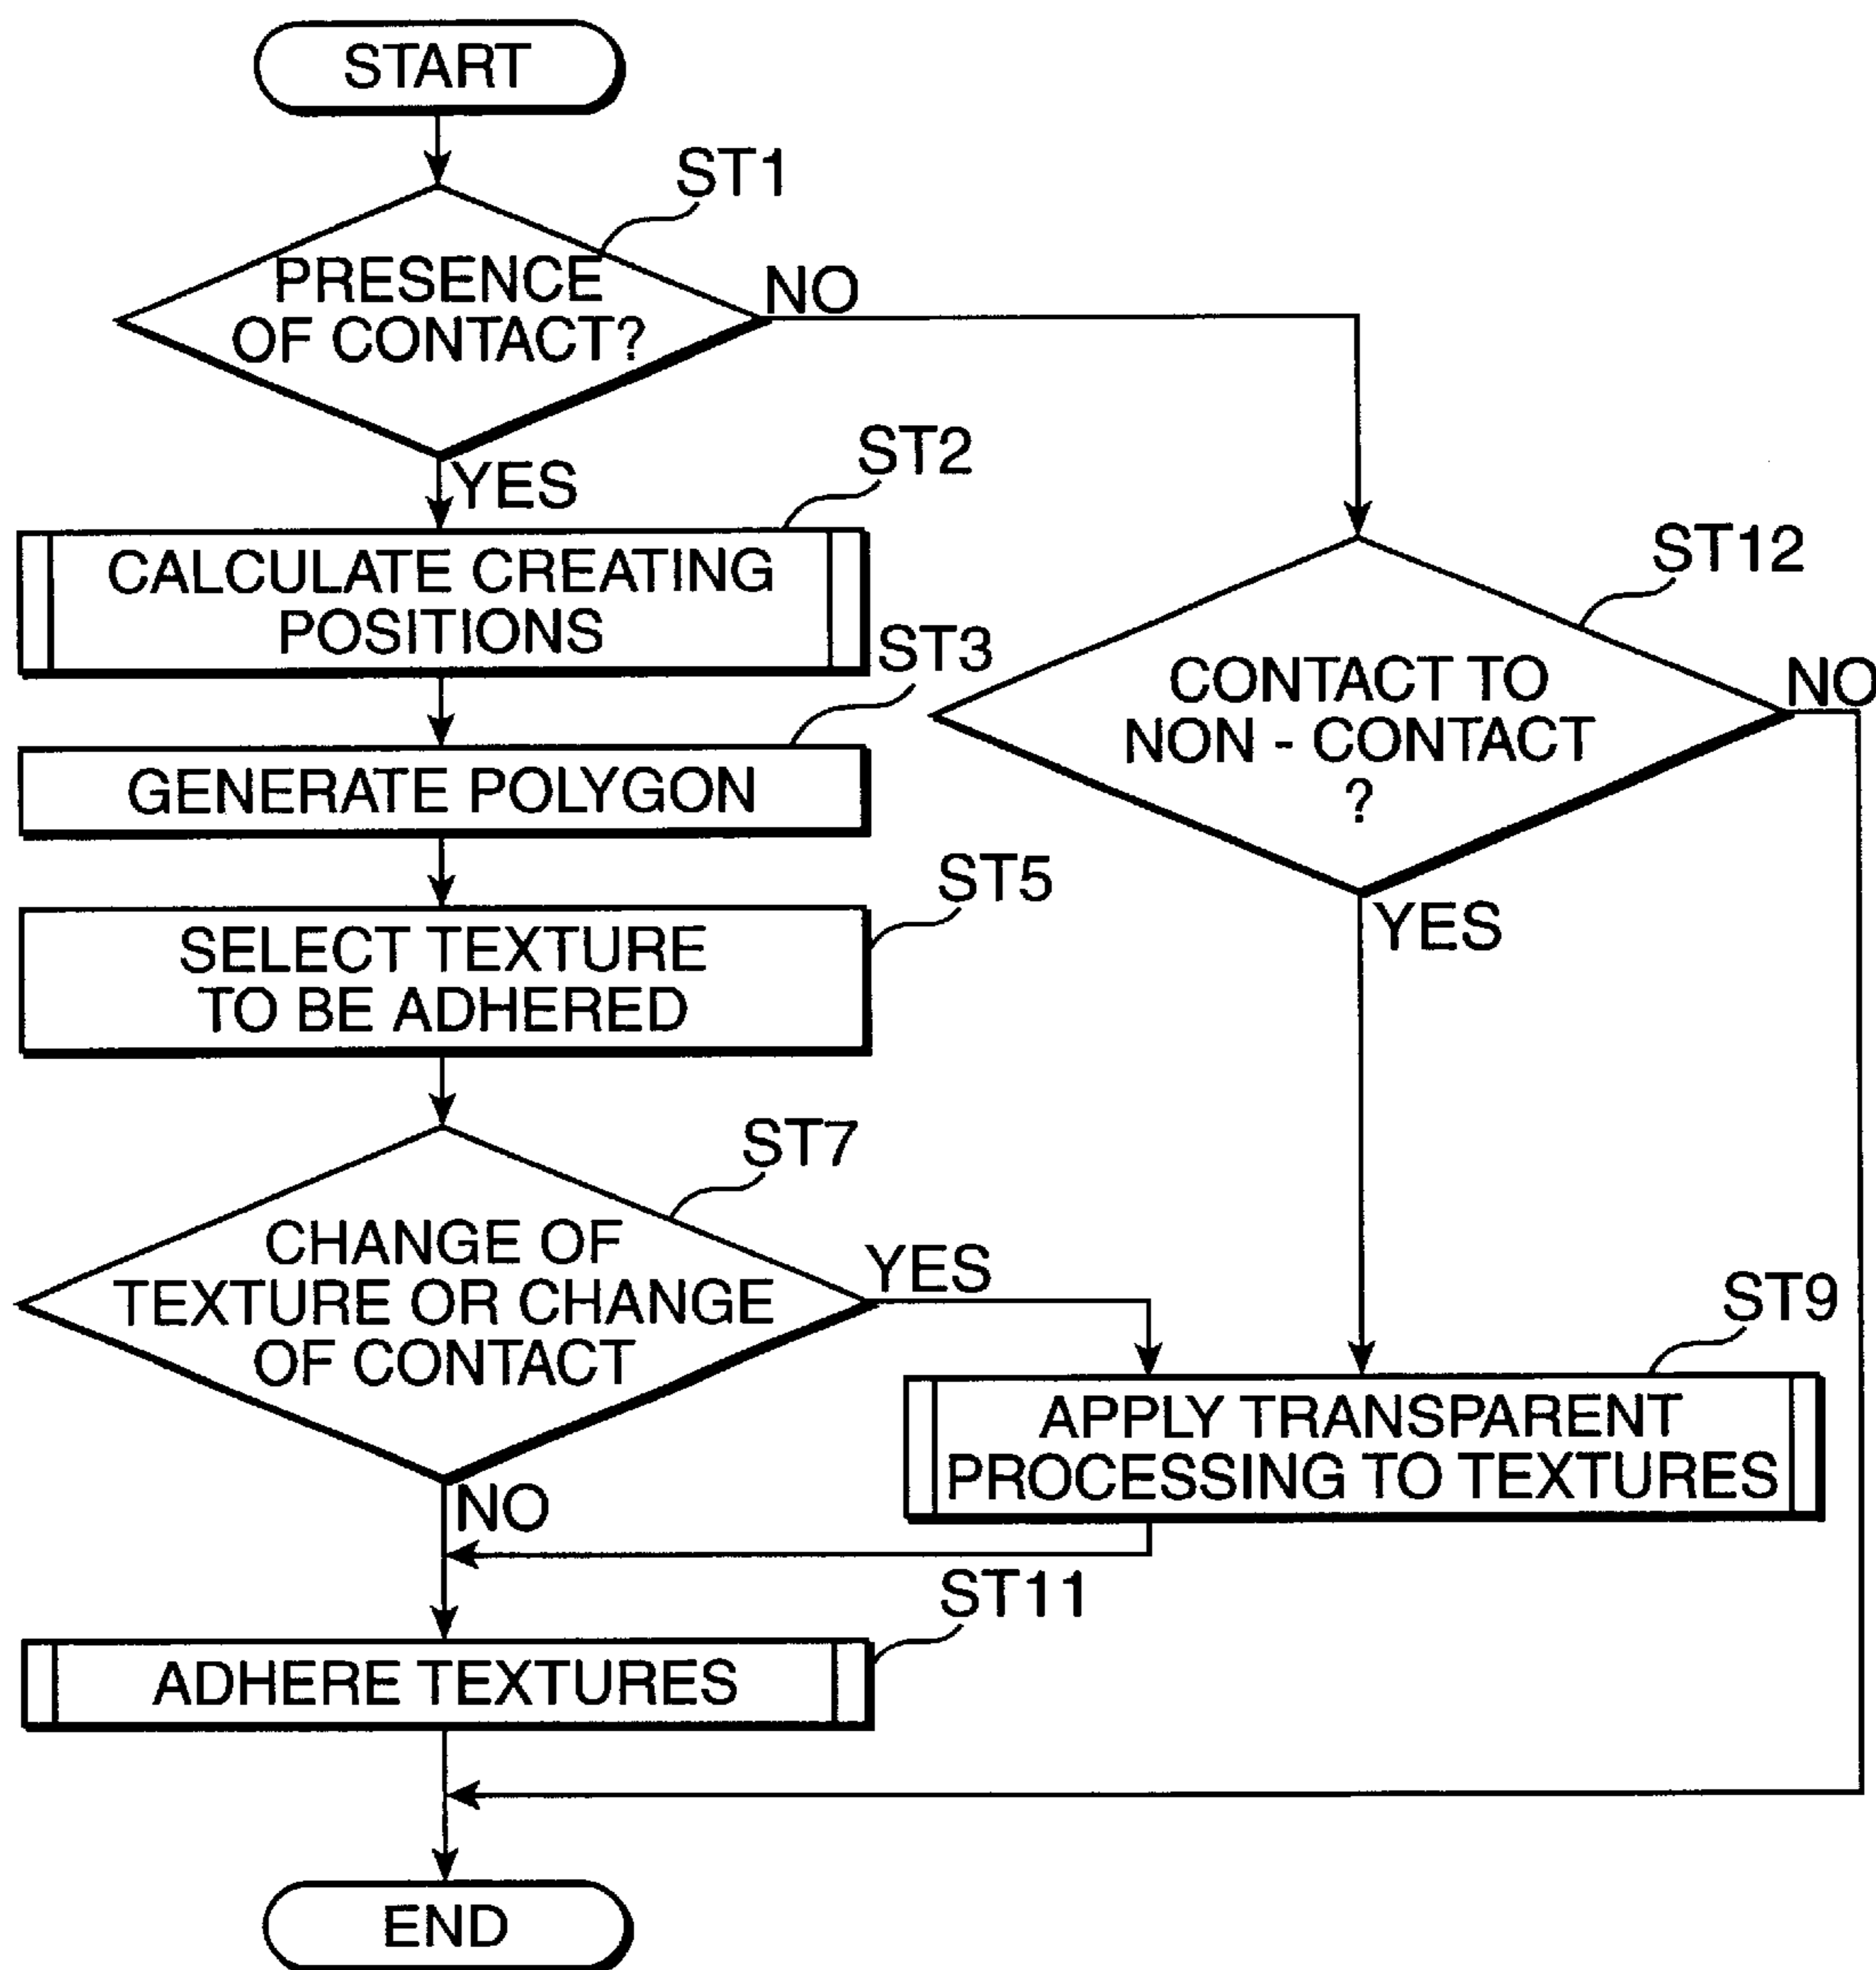 START
ST1
PRESENCE
OF CONTACT?
NO
YES
ST2
CALCULATE CREATING
POSITIONS
ST3
GENERATE POLYGON
ST5
SELECT TEXTURE
TO BE ADHERED
ST12
CONTACT TO
NON - CONTACT
?
NO
YES
ST7
CHANGE OF
TEXTURE OR CHANGE
OF CONTACT
YES
NO
ST9
APPLY TRANSPARENT
PROCESSING TO TEXTURES
ST11
ADHERE TEXTURES
END